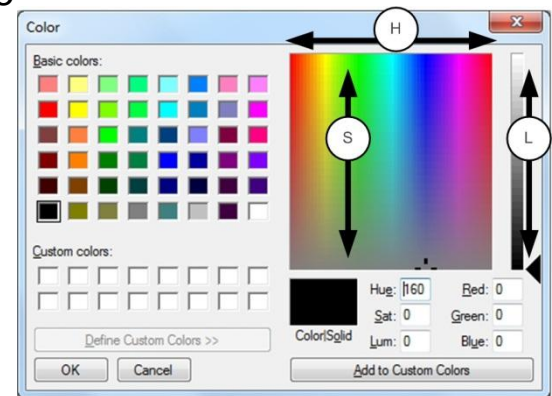 Color
x
H
Basic colors:
S
L
Custom colors:
Define Custom Colors >>
OK
Cancel
Color|Solid
Hue: 160
Sat: 0
Lum: 0
Red: 0
Green: 0
Blue: 0
Add to Custom Colors